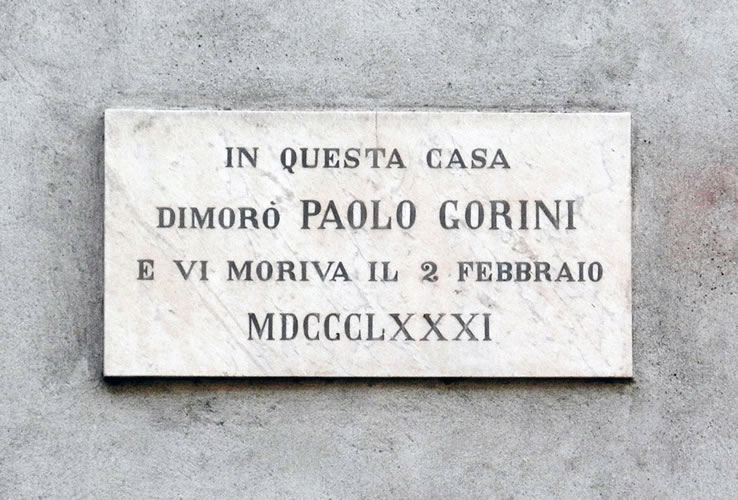 IN QUESTA CASA
DIMORÒ PAOLO GORINI
E VI MORIVA IL 2 FEBBRAIO
MDCCCLXXXI